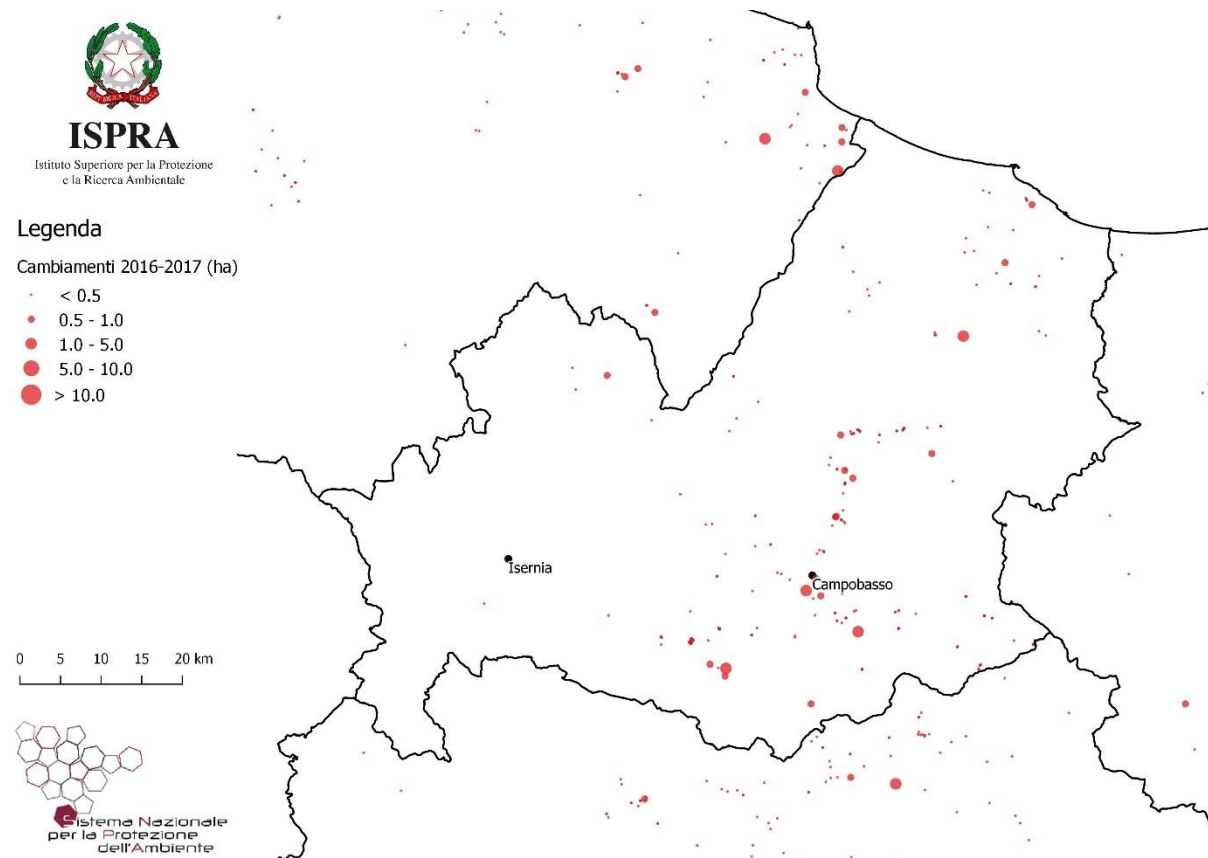 REPVBBLICA ITALIANA
ISPRA
Istituto Superiore per la Protezione
e la Ricerca Ambientale
Legenda
Cambiamenti 2016-2017 (ha)
< 0.5
0.5 - 1.0
1.0 - 5.0
5.0 - 10.0
> 10.0
Isernia
Campobasso
0 5 10 15 20 km
Sistema Nazionale
per la Protezione
dell'Ambiente